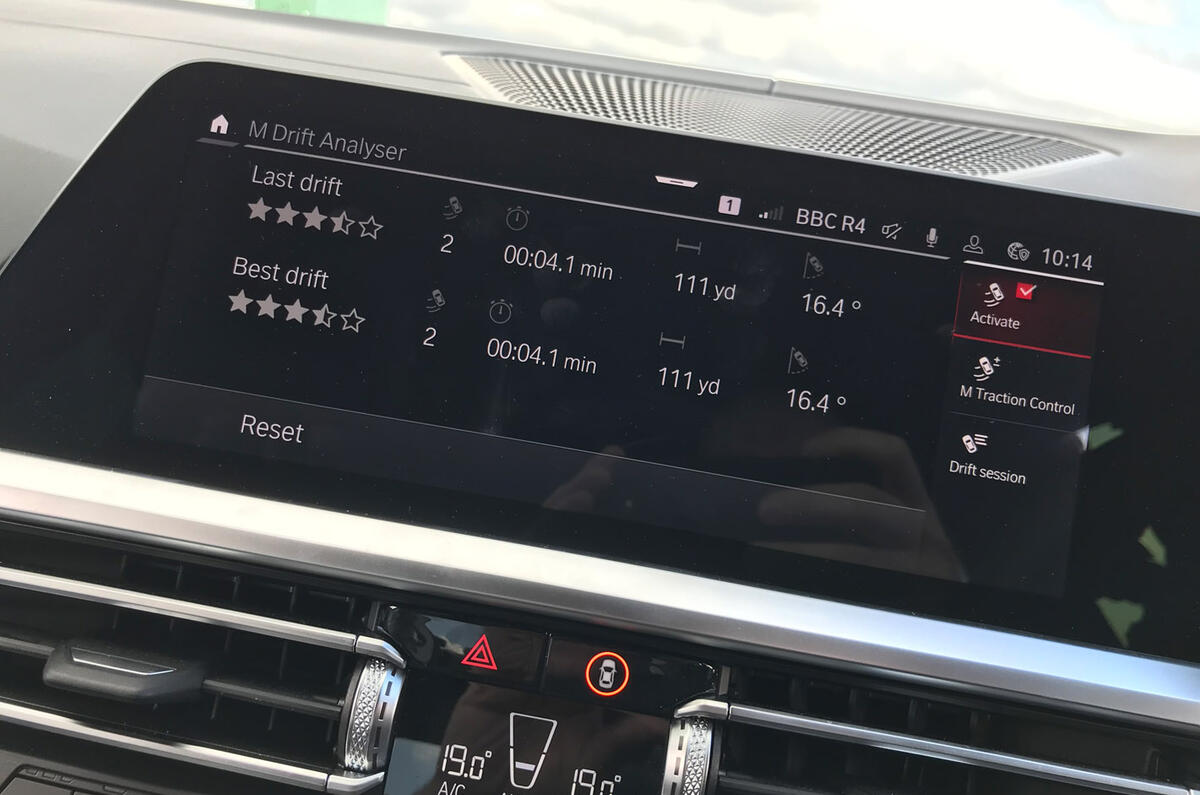 M Drift Analyser
1 BBC R4 10:14
Last drift
2 00:04.1 min 111 yd 16.4 °
Best drift
2 00:04.1 min 111 yd 16.4 °
Reset
Activate
M Traction Control
Drift session
19.0° 19.0°
A/C